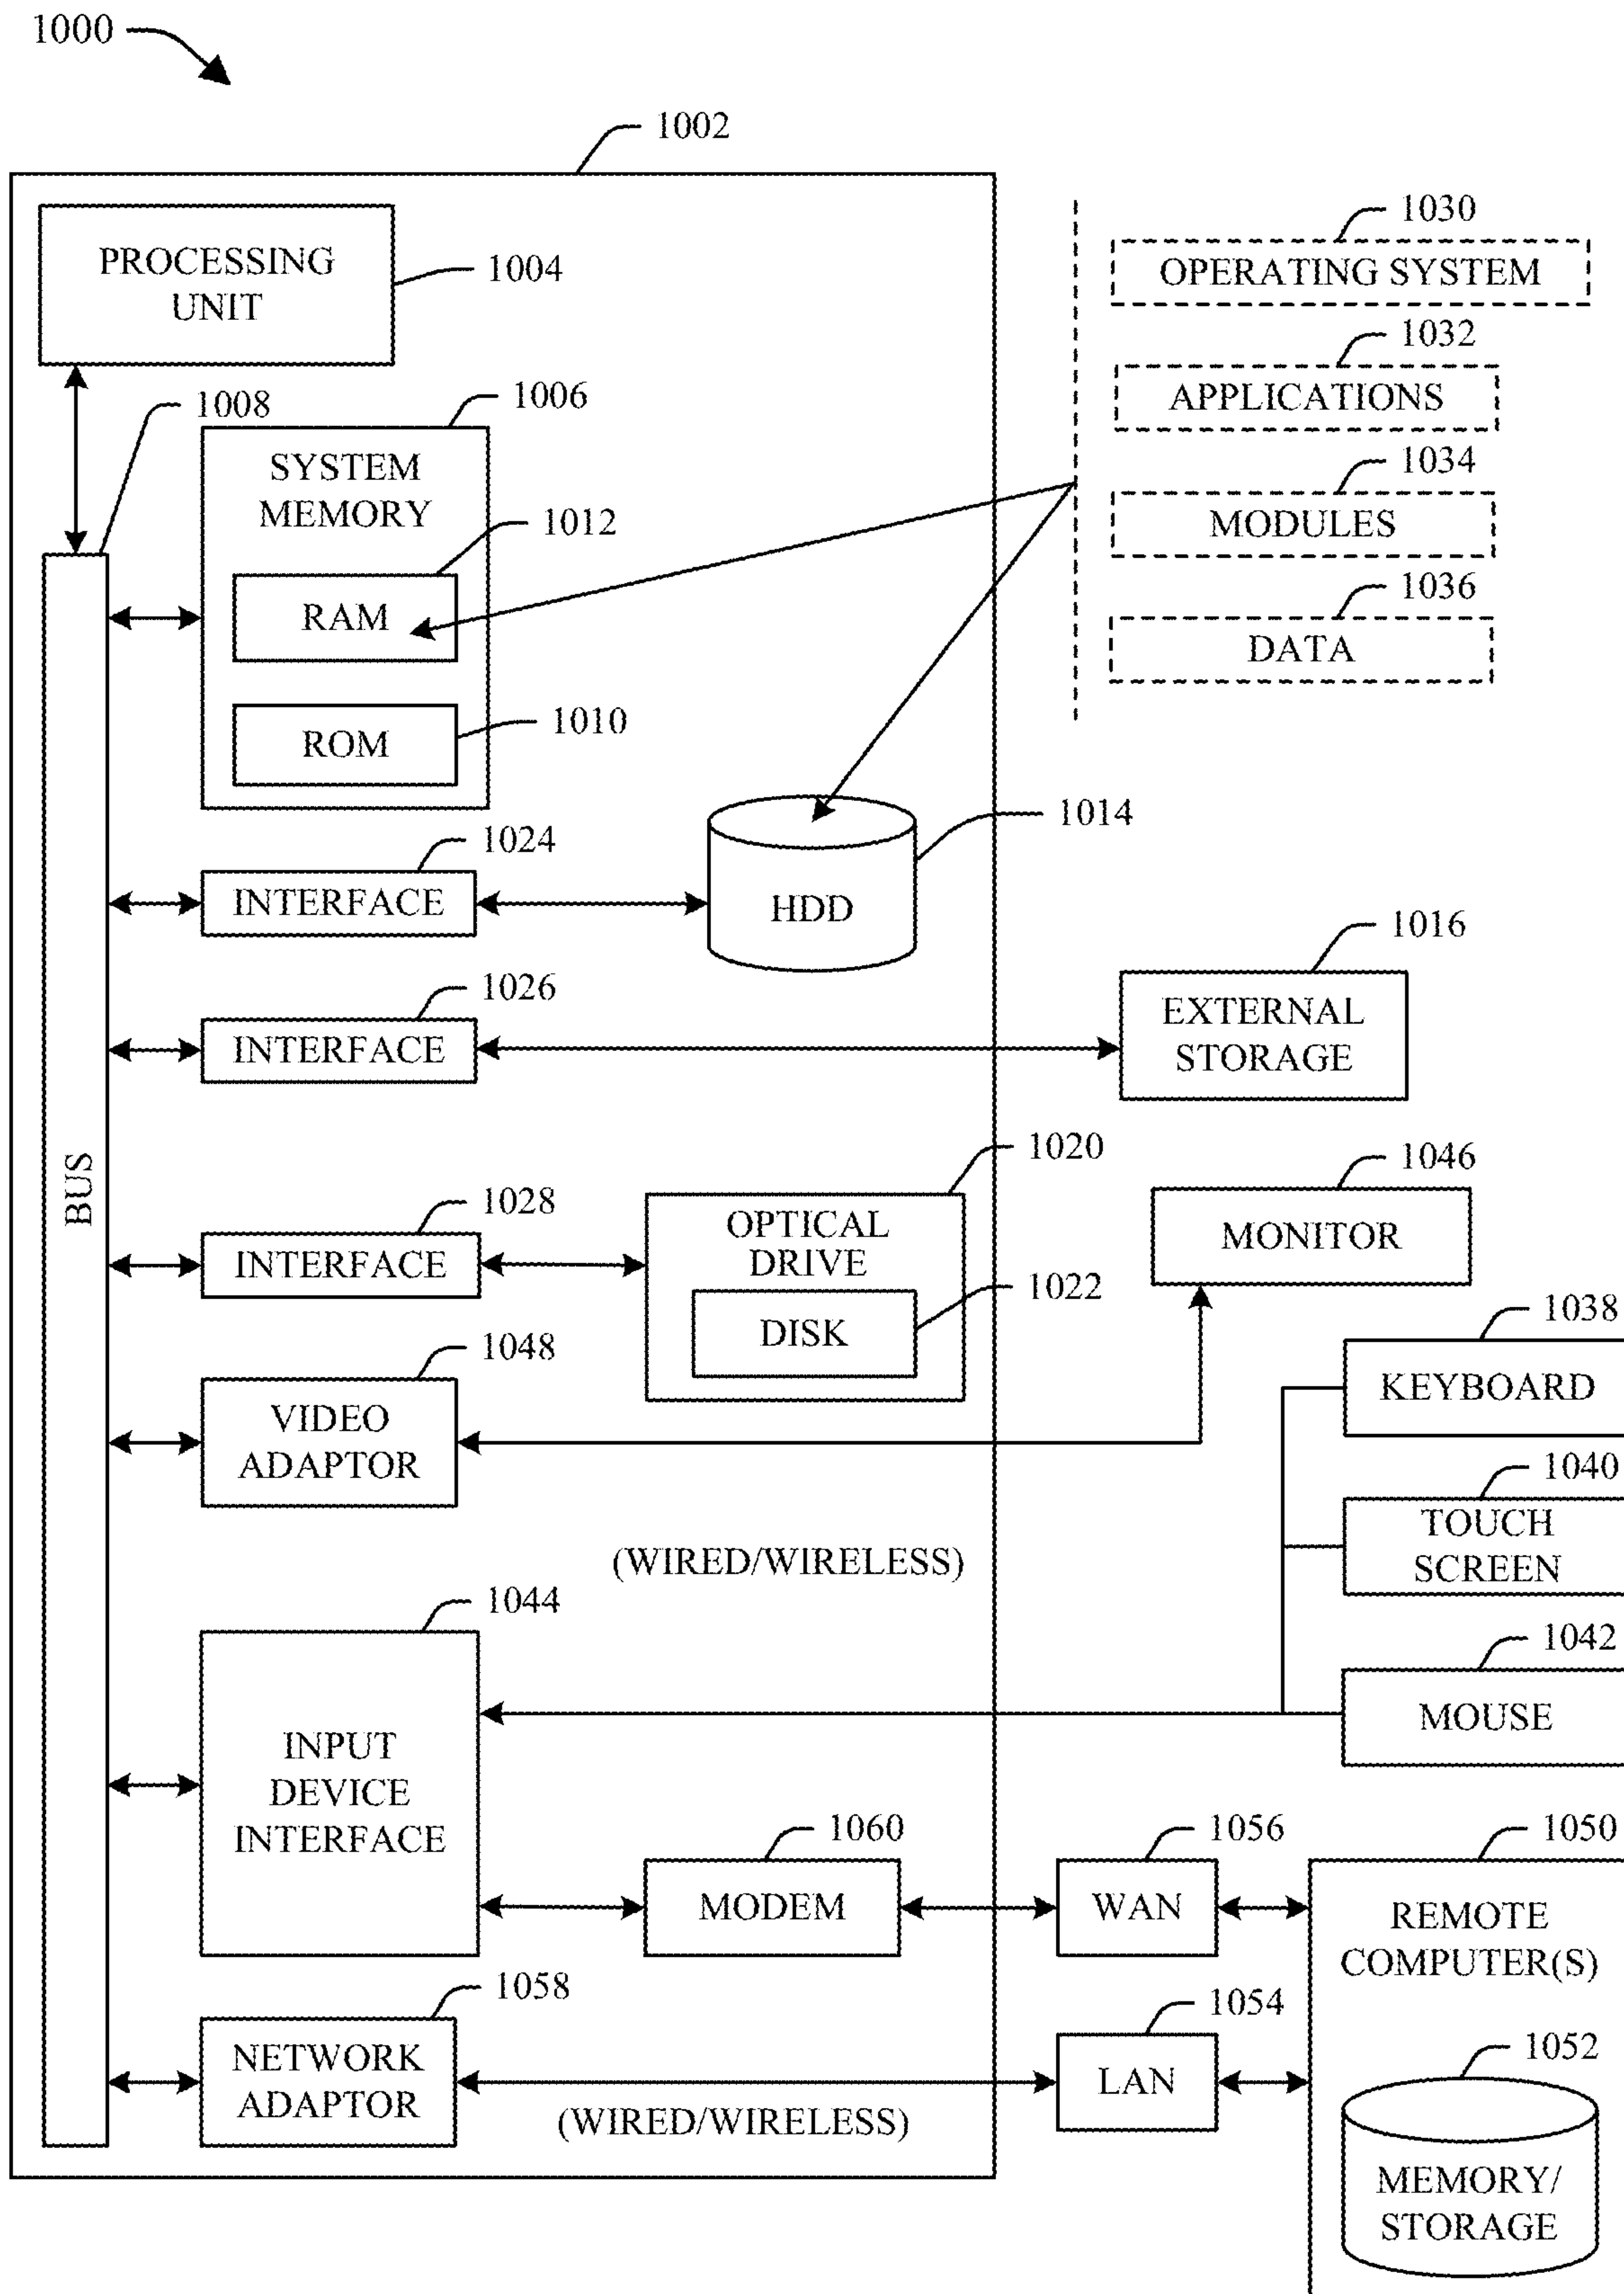 1000
1002
PROCESSING
UNIT
1004
1030
OPERATING SYSTEM
1032
APPLICATIONS
1034
MODULES
1036
DATA
1008
1006
SYSTEM
MEMORY
1012
RAM
1010
ROM
1014
HDD
1024
INTERFACE
1016
EXTERNAL
STORAGE
1026
INTERFACE
BUS
1020
OPTICAL
DRIVE
1022
DISK
1028
INTERFACE
1046
MONITOR
1048
VIDEO
ADAPTOR
1038
KEYBOARD
1040
TOUCH
SCREEN
(WIRED/WIRELESS)
1042
MOUSE
1044
INPUT
DEVICE
INTERFACE
1060
MODEM
1056
WAN
1050
REMOTE
COMPUTER(S)
1058
NETWORK
ADAPTOR
(WIRED/WIRELESS)
1054
LAN
1052
MEMORY/
STORAGE